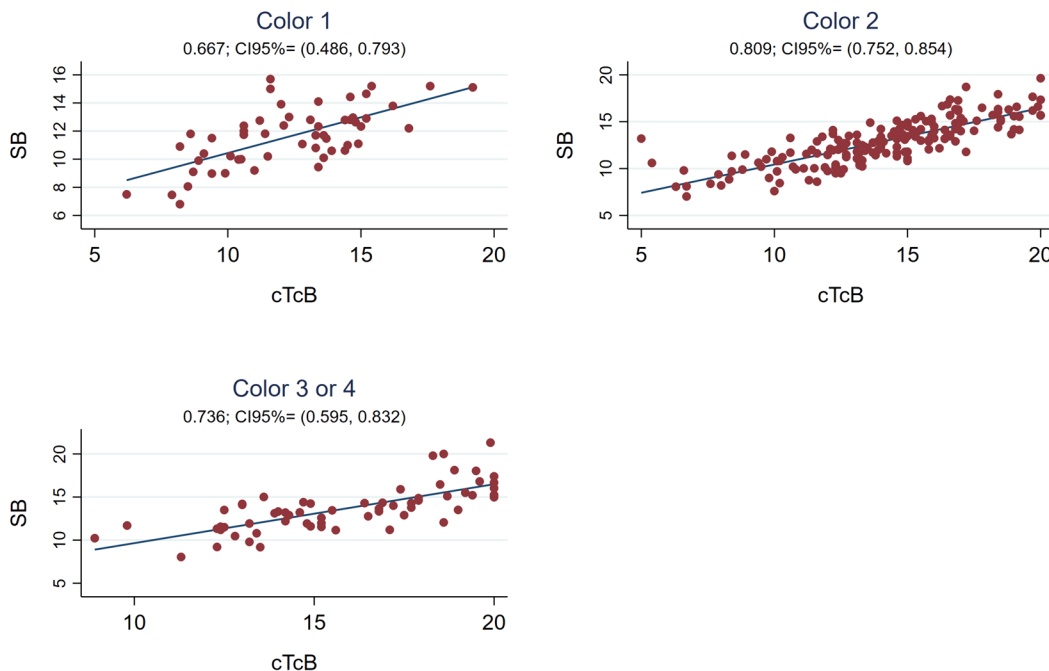 Color 1
0.667; CI95%= (0.486, 0.793)
16
14
12
10
8
6
SB
5 10 15 20
cTcB
Color 2
0.809; CI95%= (0.752, 0.854)
20
15
10
5
SB
5 10 15 20
cTcB
Color 3 or 4
0.736; CI95%= (0.595, 0.832)
20
15
10
5
SB
10 15 20
cTcB